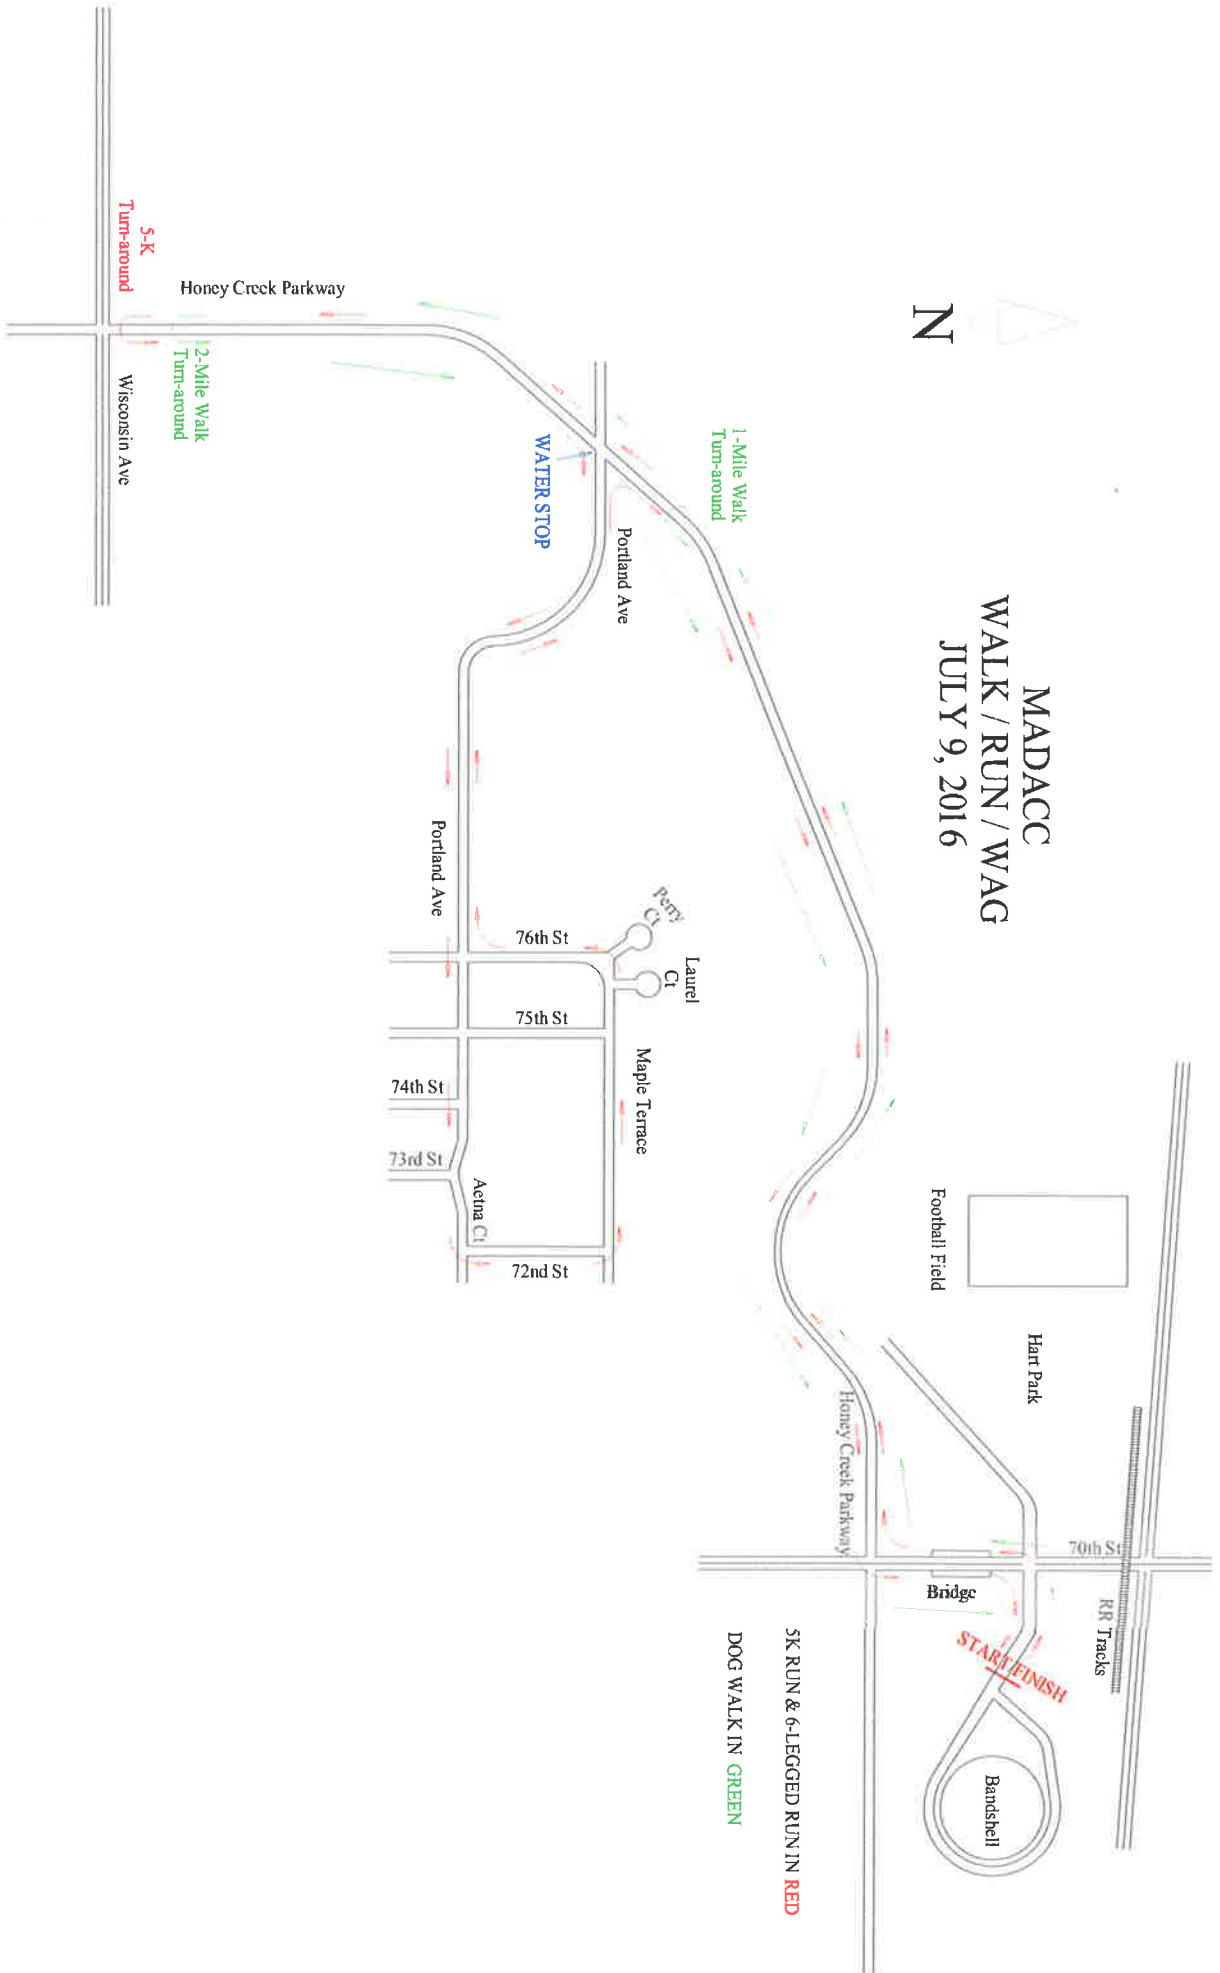 MADACC
WALK / RUN / WAG
JULY 9, 2016
N
Hart Park
Football Field
70th St
RR Tracks
Bridge
START/FINISH
Bandshell
Honey Creek Parkway
5K RUN & 6-LEGGED RUN IN RED
DOG WALK IN GREEN
1-Mile Walk
Turn-around
Portland Ave
WATER STOP
Perry
Ct
Laurel
Ct
76th St
75th St
Maple Terrace
74th St
73rd St
Aetna Ct
72nd St
Portland Ave
Honey Creek Parkway
5-K
Turn-around
2-Mile Walk
Turn-around
Wisconsin Ave